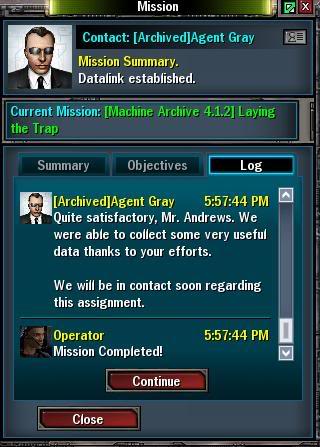 Mission
Contact: [Archived]Agent Gray
Mission Summary.
Datalink established.
Current Mission: [Machine Archive 4.1.2] Laying
the Trap
Summary Objectives Log
[Archived]Agent Gray 5:57:44 PM
Quite satisfactory, Mr. Andrews. We
were able to collect some very useful
data thanks to your efforts.
We will be in contact soon regarding
this assignment.
Operator 5:57:44 PM
Mission Completed!
Continue
Close